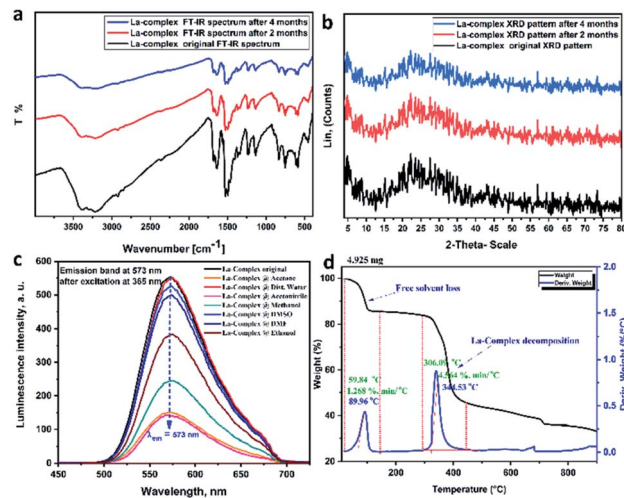 a
La-complex FT-IR spectrum after 4 months
La-complex FT-IR spectrum after 2 months
La-complex original FT-IR spectrum
T %
3500 3000 2500 2000 1500 1000 500
Wavenumber [cm-1]
b
La-complex XRD pattern after 4 months
La-complex XRD pattern after 2 months
La-complex original XRD pattern
Lin, (Counts)
5 10 15 20 25 30 35 40 45 50 55 60 65 70 75 80
2-Theta- Scale
c
Emission band at 573 nm
after excitation at 365 nm
La-Complex original
La-Complex @ Acetone
La-Complex @ Dist. Water
La-Complex @ Acetonitrile
La-Complex @ Methanol
La-Complex @ DMSO
La-Complex @ DMF
La-Complex @ Ethanol
Luminescence intensity, a. u.
600
500
400
300
200
100
0
λem = 573 nm
450 500 550 600 650 700
Wavelength, nm
d
4.925 mg
Weight
Deriv. Weight
Free solvent loss
La-Complex decomposition
59.84 °C
1.268 %. min/°C
89.96 °C
306.09 °C
4.564 %. min/°C
344.53 °C
Weight (%)
100
80
60
40
20
2.0
1.5
1.0
0.5
0.0
Deriv. Weight (%/°C)
200 400 600 800
Temperature (°C)